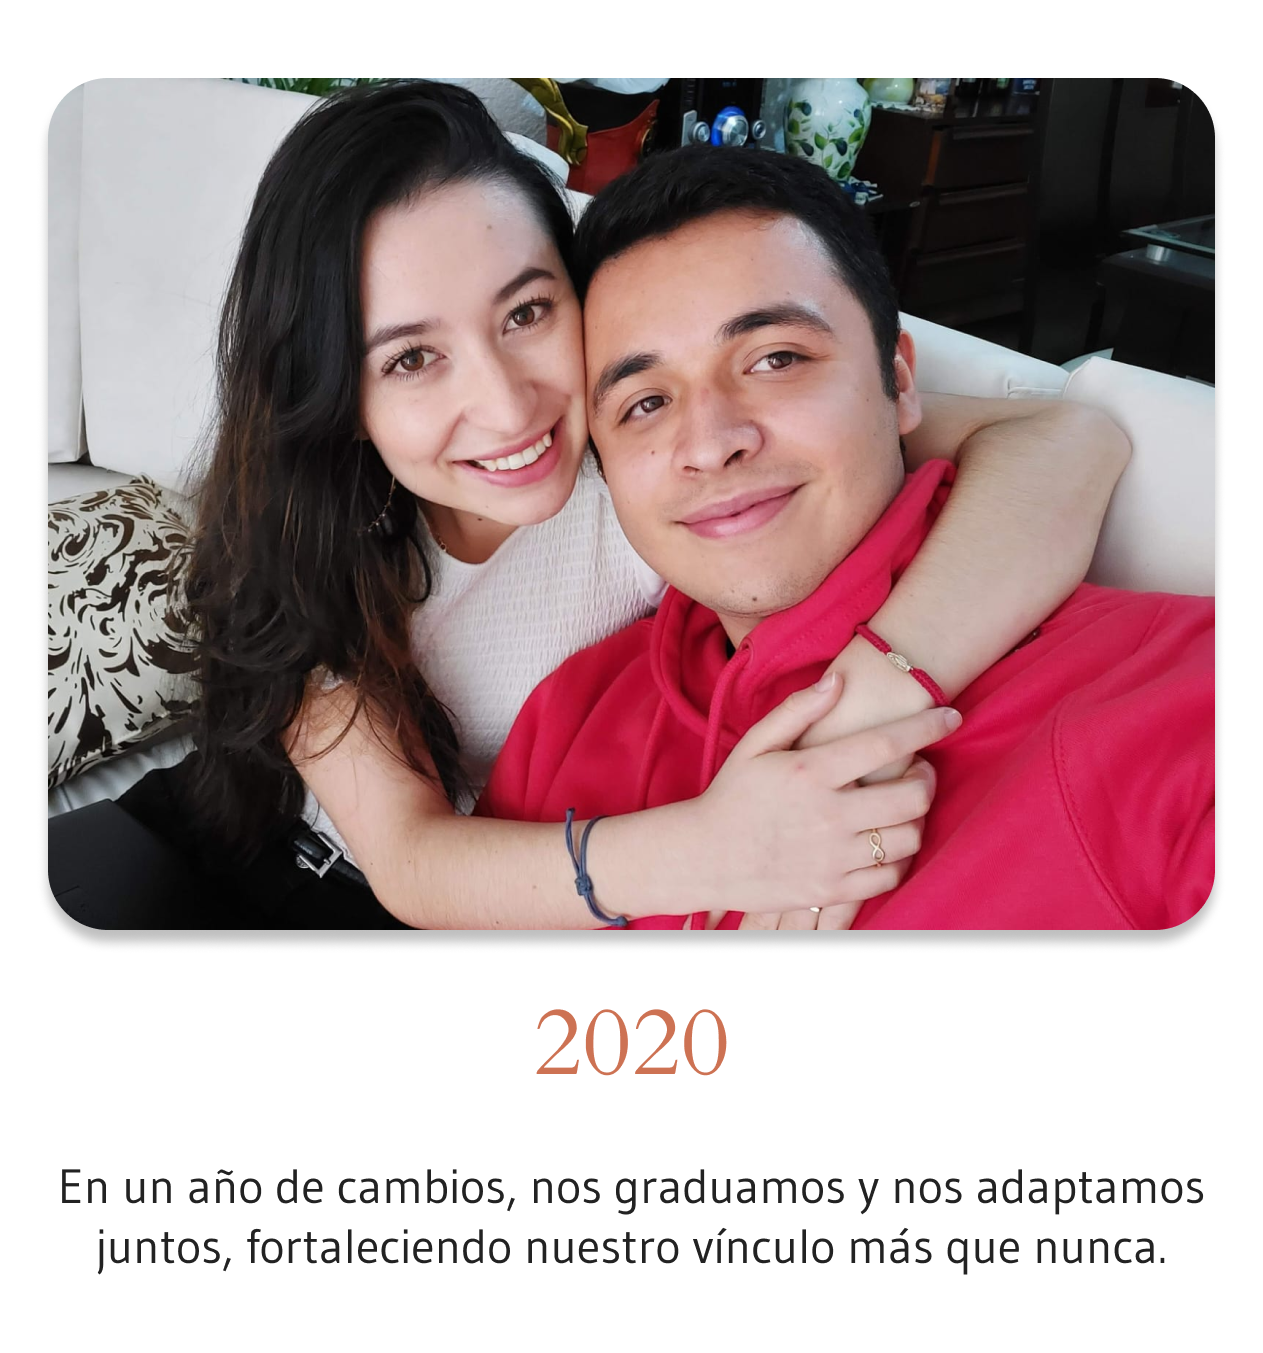 2020
En un año de cambios, nos graduamos y nos adaptamos
juntos, fortaleciendo nuestro vínculo más que nunca.